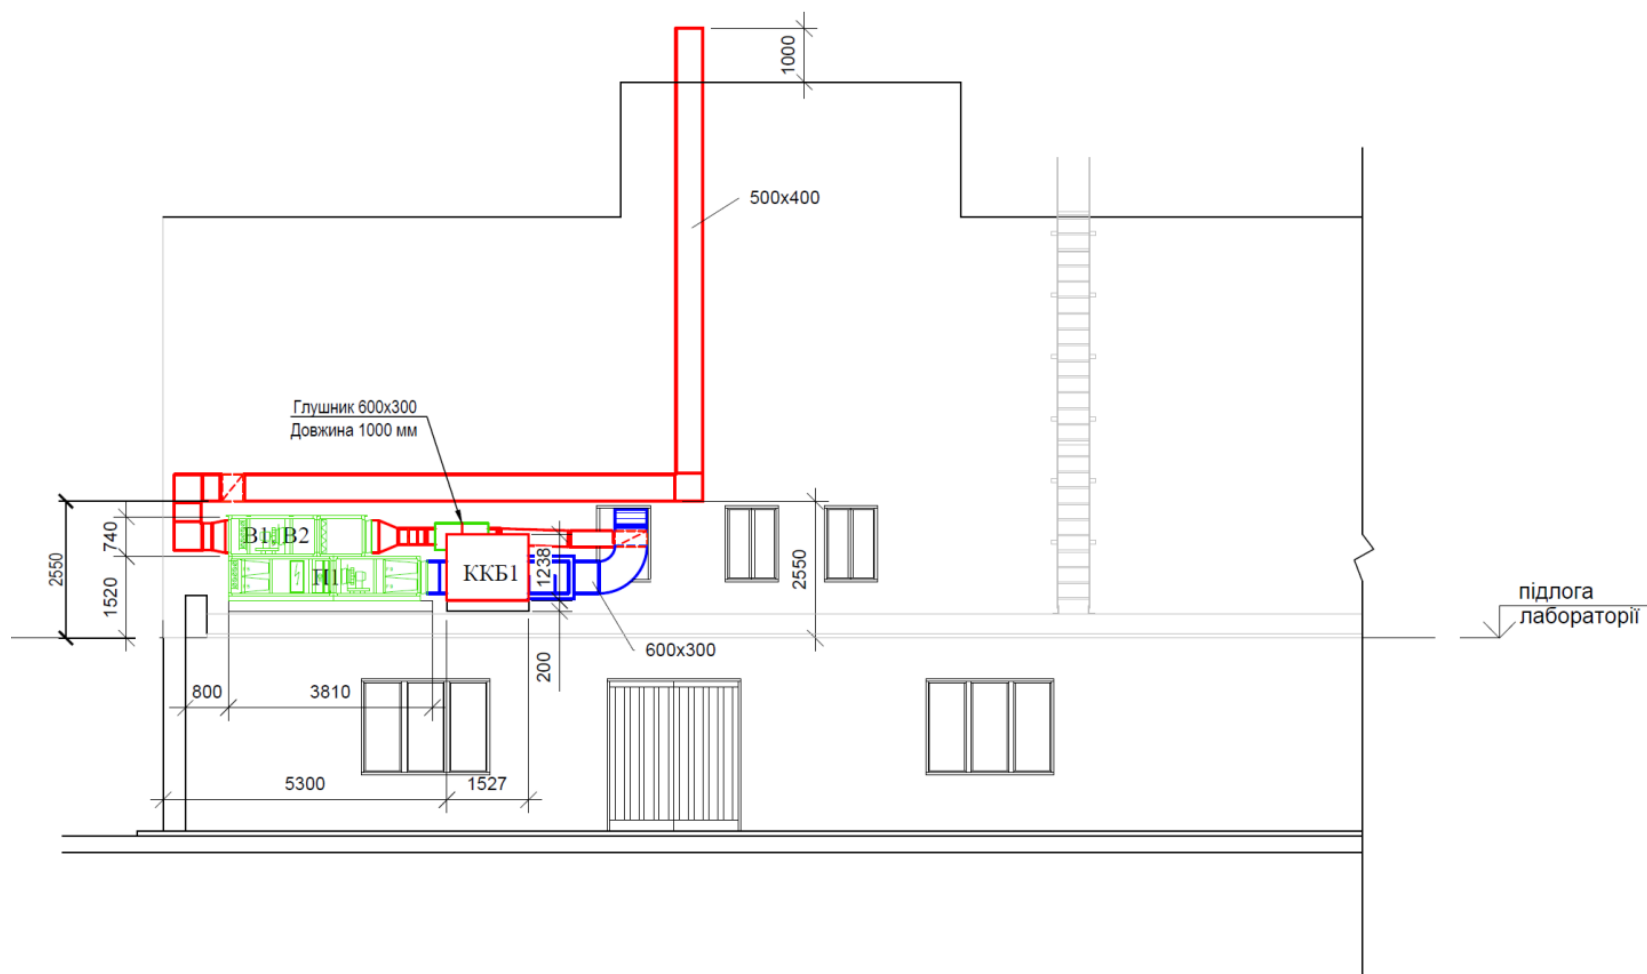 1000
500x400
Глушник 600x300
Довжина 1000 мм
740
В1, В2
2550
1520
П1
ККБ1
1238
2550
підлога
лабораторії
600x300
200
800
3810
5300
1527